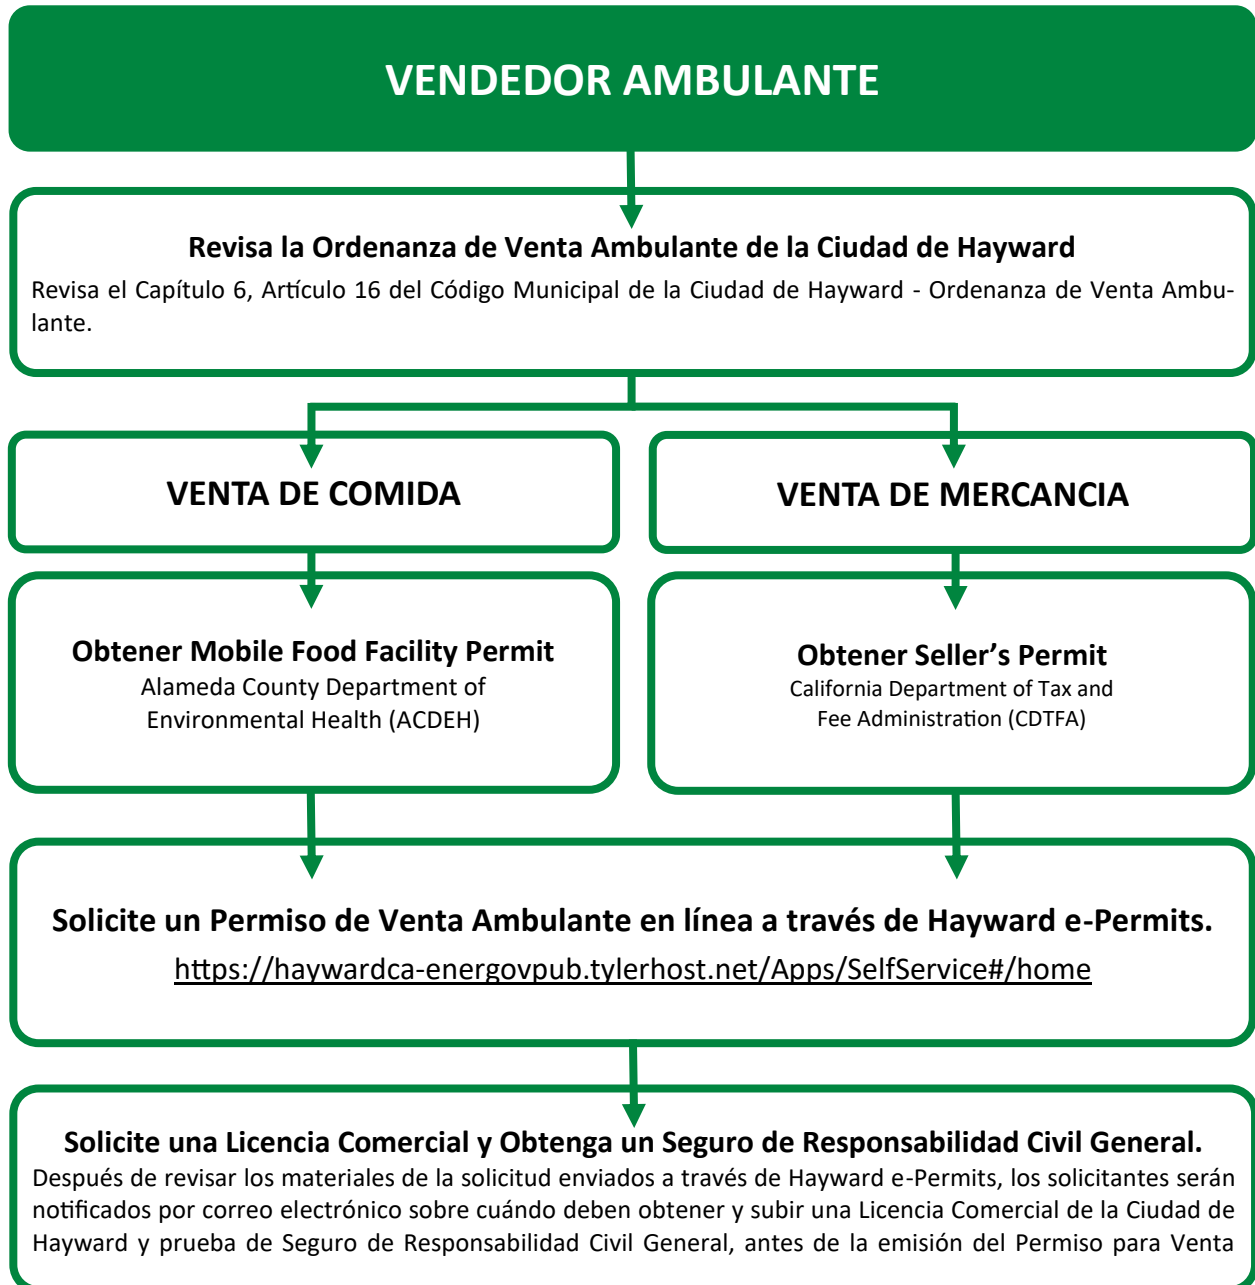 VENDEDOR AMBULANTE
Revisa la Ordenanza de Venta Ambulante de la Ciudad de Hayward
Revisa el Capítulo 6, Artículo 16 del Código Municipal de la Ciudad de Hayward - Ordenanza de Venta Ambu-
lante.
VENTA DE COMIDA
VENTA DE MERCANCIA
Obtener Mobile Food Facility Permit
Alameda County Department of
Environmental Health (ACDEH)
Obtener Seller’s Permit
California Department of Tax and
Fee Administration (CDTFA)
Solicite un Permiso de Venta Ambulante en línea a través de Hayward e-Permits.
https://haywardca-energovpub.tylerhost.net/Apps/SelfService#/home
Solicite una Licencia Comercial y Obtenga un Seguro de Responsabilidad Civil General.
Después de revisar los materiales de la solicitud enviados a través de Hayward e-Permits, los solicitantes serán
notificados por correo electrónico sobre cuándo deben obtener y subir una Licencia Comercial de la Ciudad de
Hayward y prueba de Seguro de Responsabilidad Civil General, antes de la emisión del Permiso para Venta